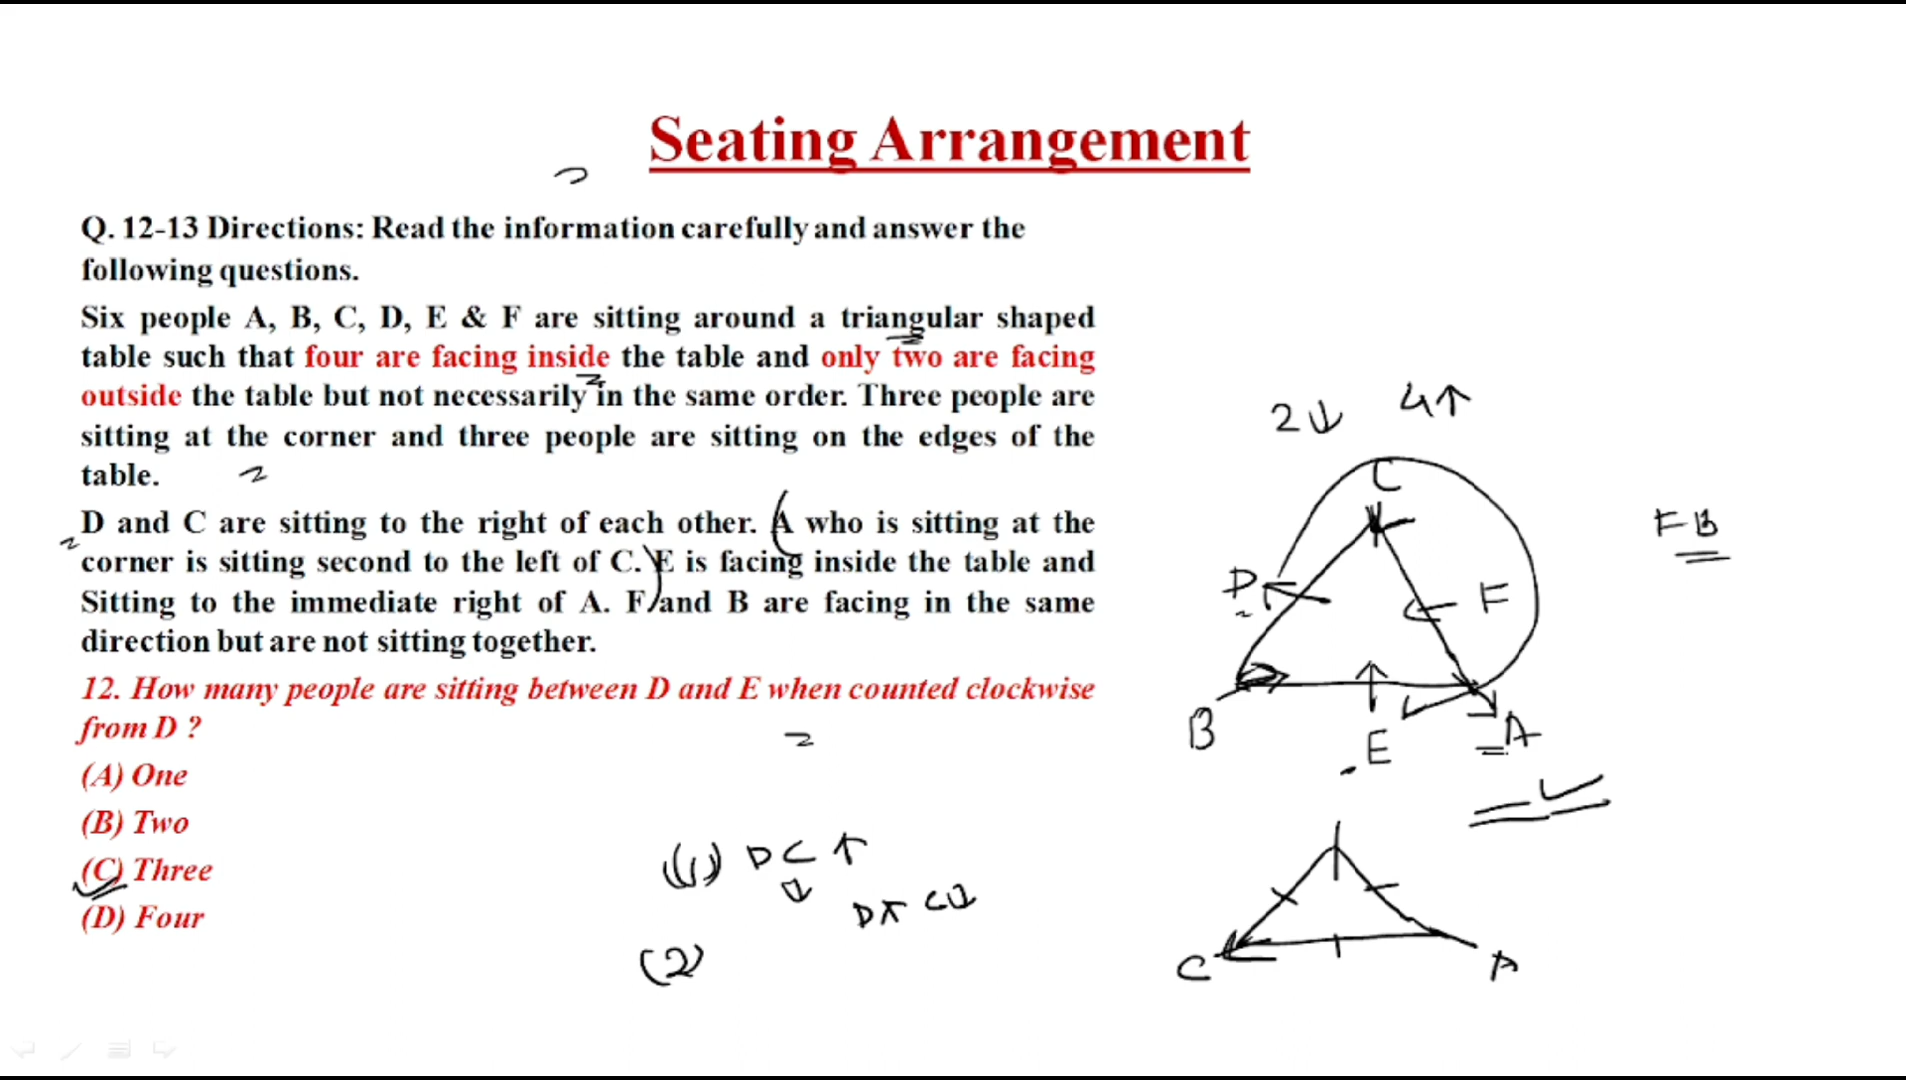 Seating Arrangement
Q. 12-13 Directions: Read the information carefully and answer the
following questions.
Six people A, B, C, D, E & F are sitting around a triangular shaped
table such that four are facing inside the table and only two are facing
outside the table but not necessarily in the same order. Three people are
sitting at the corner and three people are sitting on the edges of the
table.
D and C are sitting to the right of each other. A who is sitting at the
corner is sitting second to the left of C. E is facing inside the table and
Sitting to the immediate right of A. F and B are facing in the same
direction but are not sitting together.
12. How many people are sitting between D and E when counted clockwise
from D ?
(A) One
(B) Two
(C) Three
(D) Four
2↓ 4↑
C
FB
D
F
B
E
A
(1) DC ↑
↓
D↑ C↓
(2)
C
A